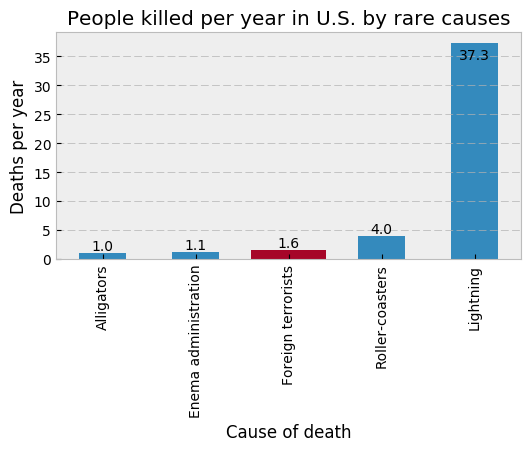 People killed per year in U.S. by rare causes
Deaths per year
35
30
25
20
15
10
5
0
1.0
1.1
1.6
4.0
37.3
Alligators
Enema administration
Foreign terrorists
Roller-coasters
Lightning
Cause of death